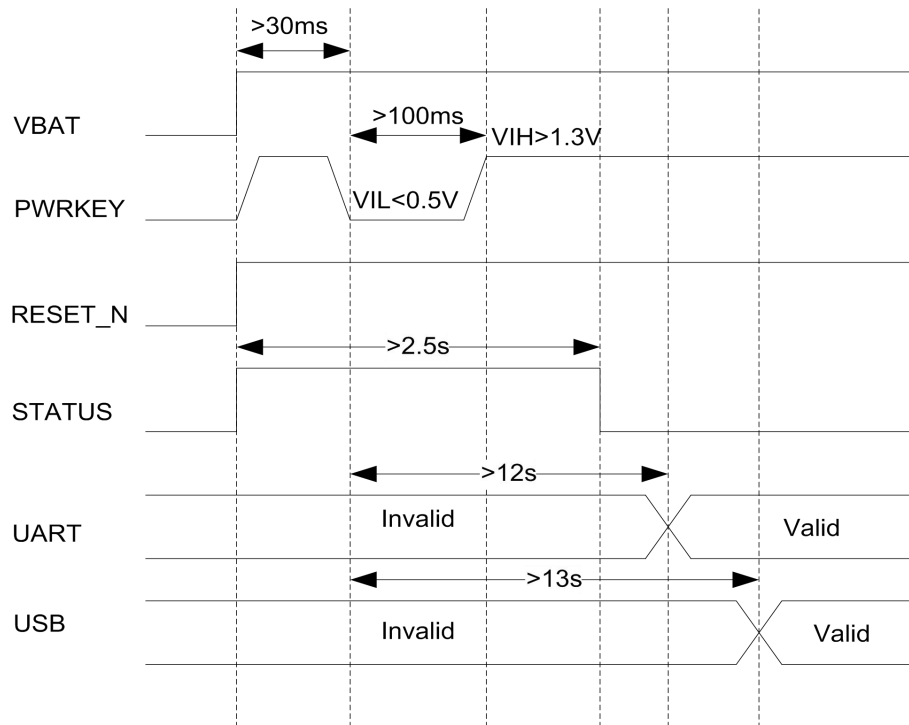 >30ms
VBAT
>100ms
VIH>1.3V
PWRKEY
VIL<0.5V
RESET_N
>2.5s
STATUS
>12s
UART
Invalid
Valid
>13s
USB
Invalid
Valid